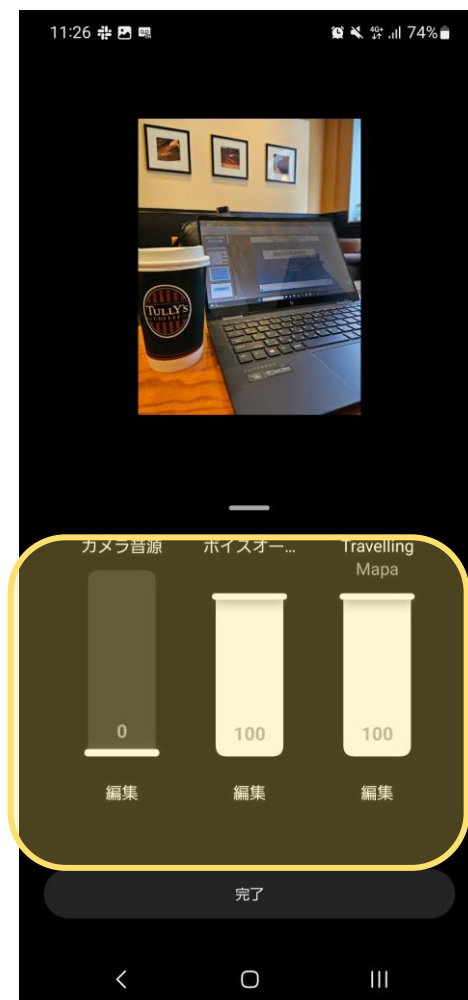 11:26
4G+ 74%
TULLY'S
COFFEE
カメラ音源
ボイスオー...
Travelling
Mapa
0
100
100
編集
編集
編集
完了